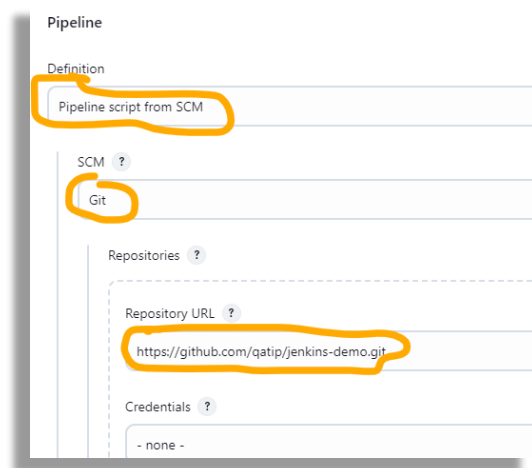 Pipeline
Definition
Pipeline script from SCM
SCM ?
Git
Repositories ?
Repository URL ?
https://github.com/qatip/jenkins-demo.git
Credentials ?
- none -